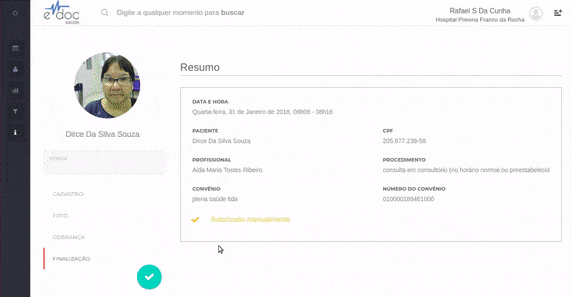 e-doc
saúde
Digite a qualquer momento para buscar
Rafael S Da Cunha
Hospital Previna Franco da Rocha
Resumo
DATA E HORA
Quarta-feira, 31 de Janeiro de 2018, 08h08 - 08h16
PACIENTE
Dirce Da Silva Souza
CPF
205.877.238-58
PROFISSIONAL
Aida Maria Tostes Ribeiro
PROCEDIMENTO
consulta em consultório (no horário normal ou preestabelecid
CONVÊNIO
plena saúde ltda
NÚMERO DO CONVÊNIO
010000189461000
Autorizado manualmente
Dirce Da Silva Souza
SENHA
CADASTRO
FOTO
COBRANÇA
FINALIZAÇÃO